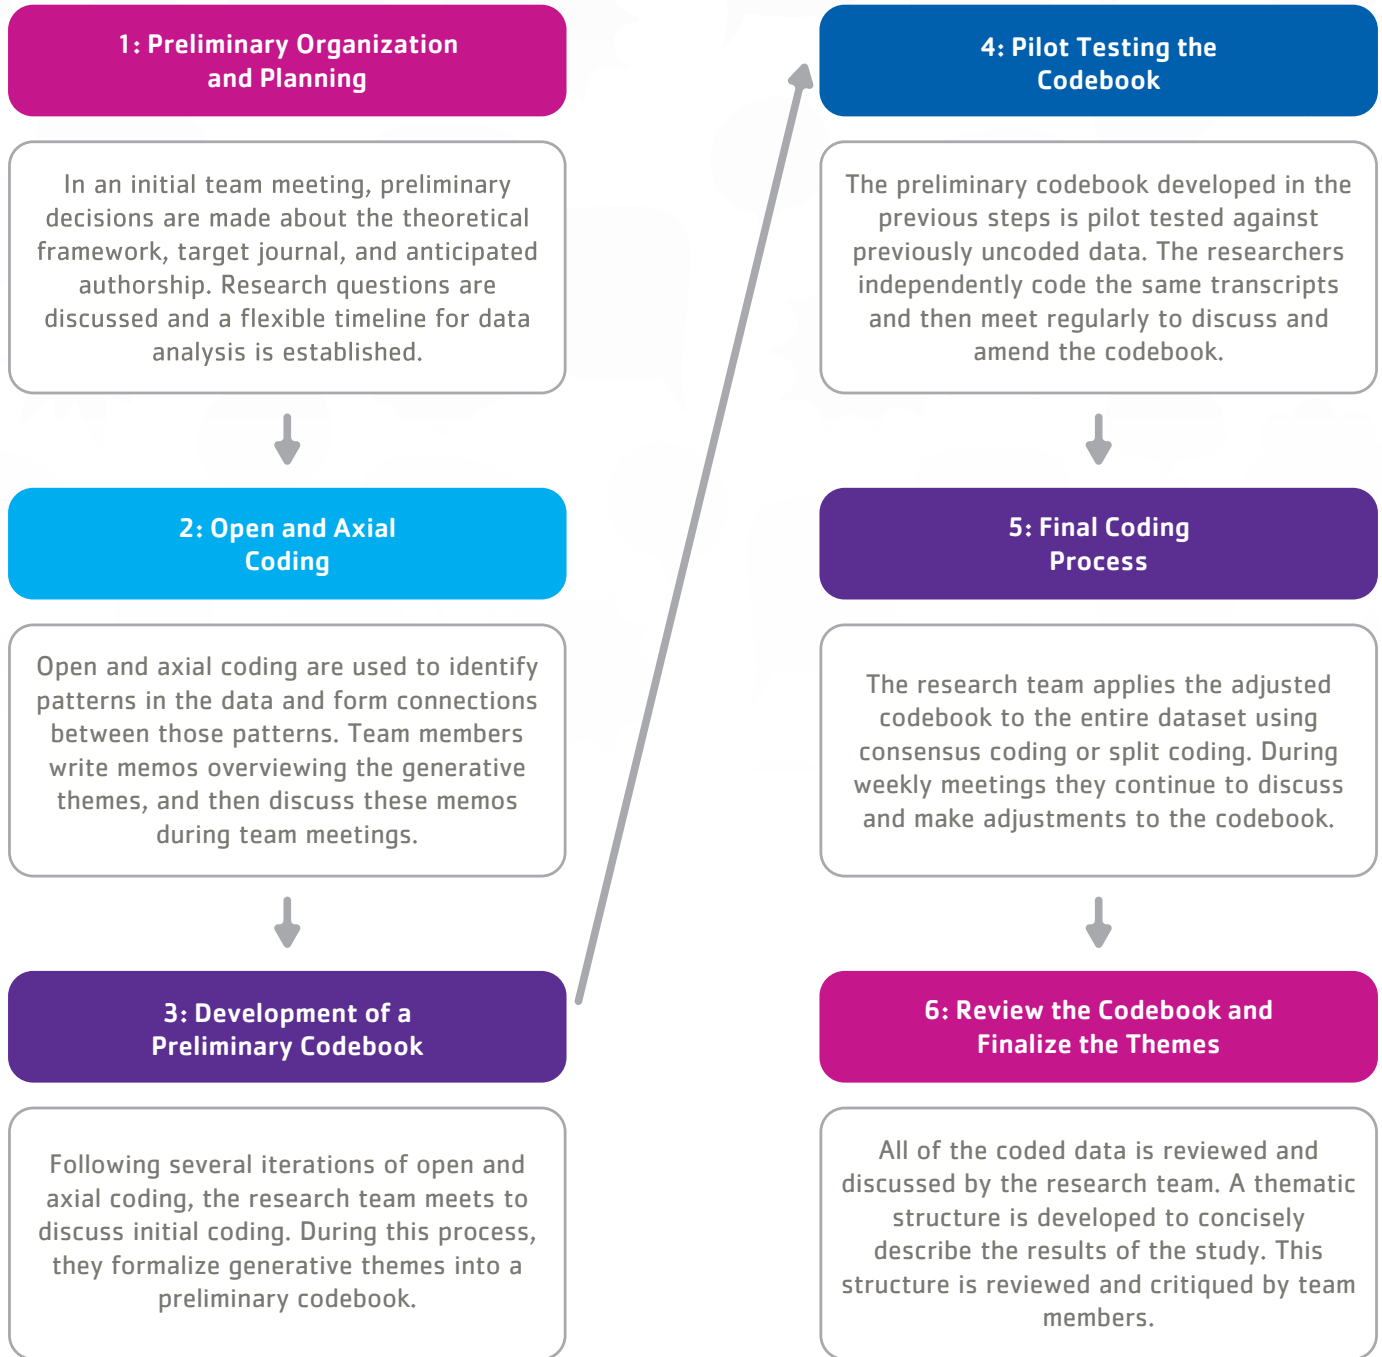 1: Preliminary Organization
and Planning
In an initial team meeting, preliminary
decisions are made about the theoretical
framework, target journal, and anticipated
authorship. Research questions are
discussed and a flexible timeline for data
analysis is established.
2: Open and Axial
Coding
Open and axial coding are used to identify
patterns in the data and form connections
between those patterns. Team members
write memos overviewing the generative
themes, and then discuss these memos
during team meetings.
3: Development of a
Preliminary Codebook
Following several iterations of open and
axial coding, the research team meets to
discuss initial coding. During this process,
they formalize generative themes into a
preliminary codebook.
4: Pilot Testing the
Codebook
The preliminary codebook developed in the
previous steps is pilot tested against
previously uncoded data. The researchers
independently code the same transcripts
and then meet regularly to discuss and
amend the codebook.
5: Final Coding
Process
The research team applies the adjusted
codebook to the entire dataset using
consensus coding or split coding. During
weekly meetings they continue to discuss
and make adjustments to the codebook.
6: Review the Codebook and
Finalize the Themes
All of the coded data is reviewed and
discussed by the research team. A thematic
structure is developed to concisely
describe the results of the study. This
structure is reviewed and critiqued by team
members.